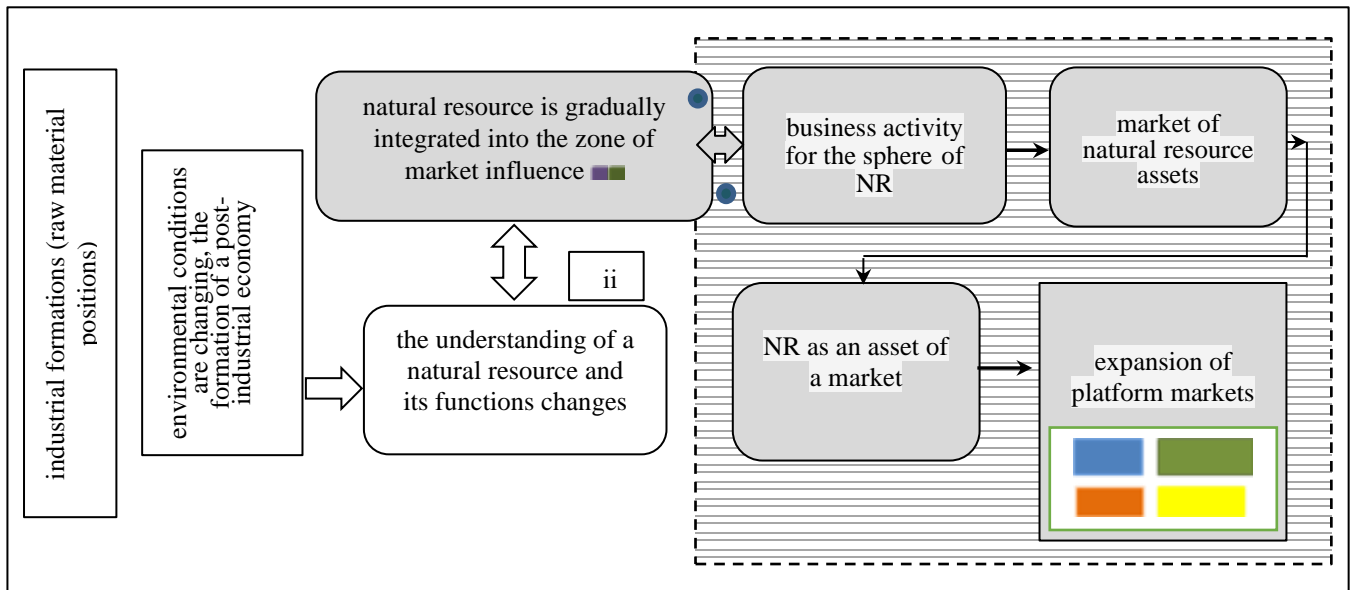 industrial formations (raw material
positions)
environmental conditions
are changing, the
formation of a post-
industrial economy
natural resource is gradually
integrated into the zone of
market influence
ii
the understanding of a
natural resource and
its functions changes
business activity
for the sphere of
NR
market of
natural resource
assets
NR as an asset of
a market
expansion of
platform markets